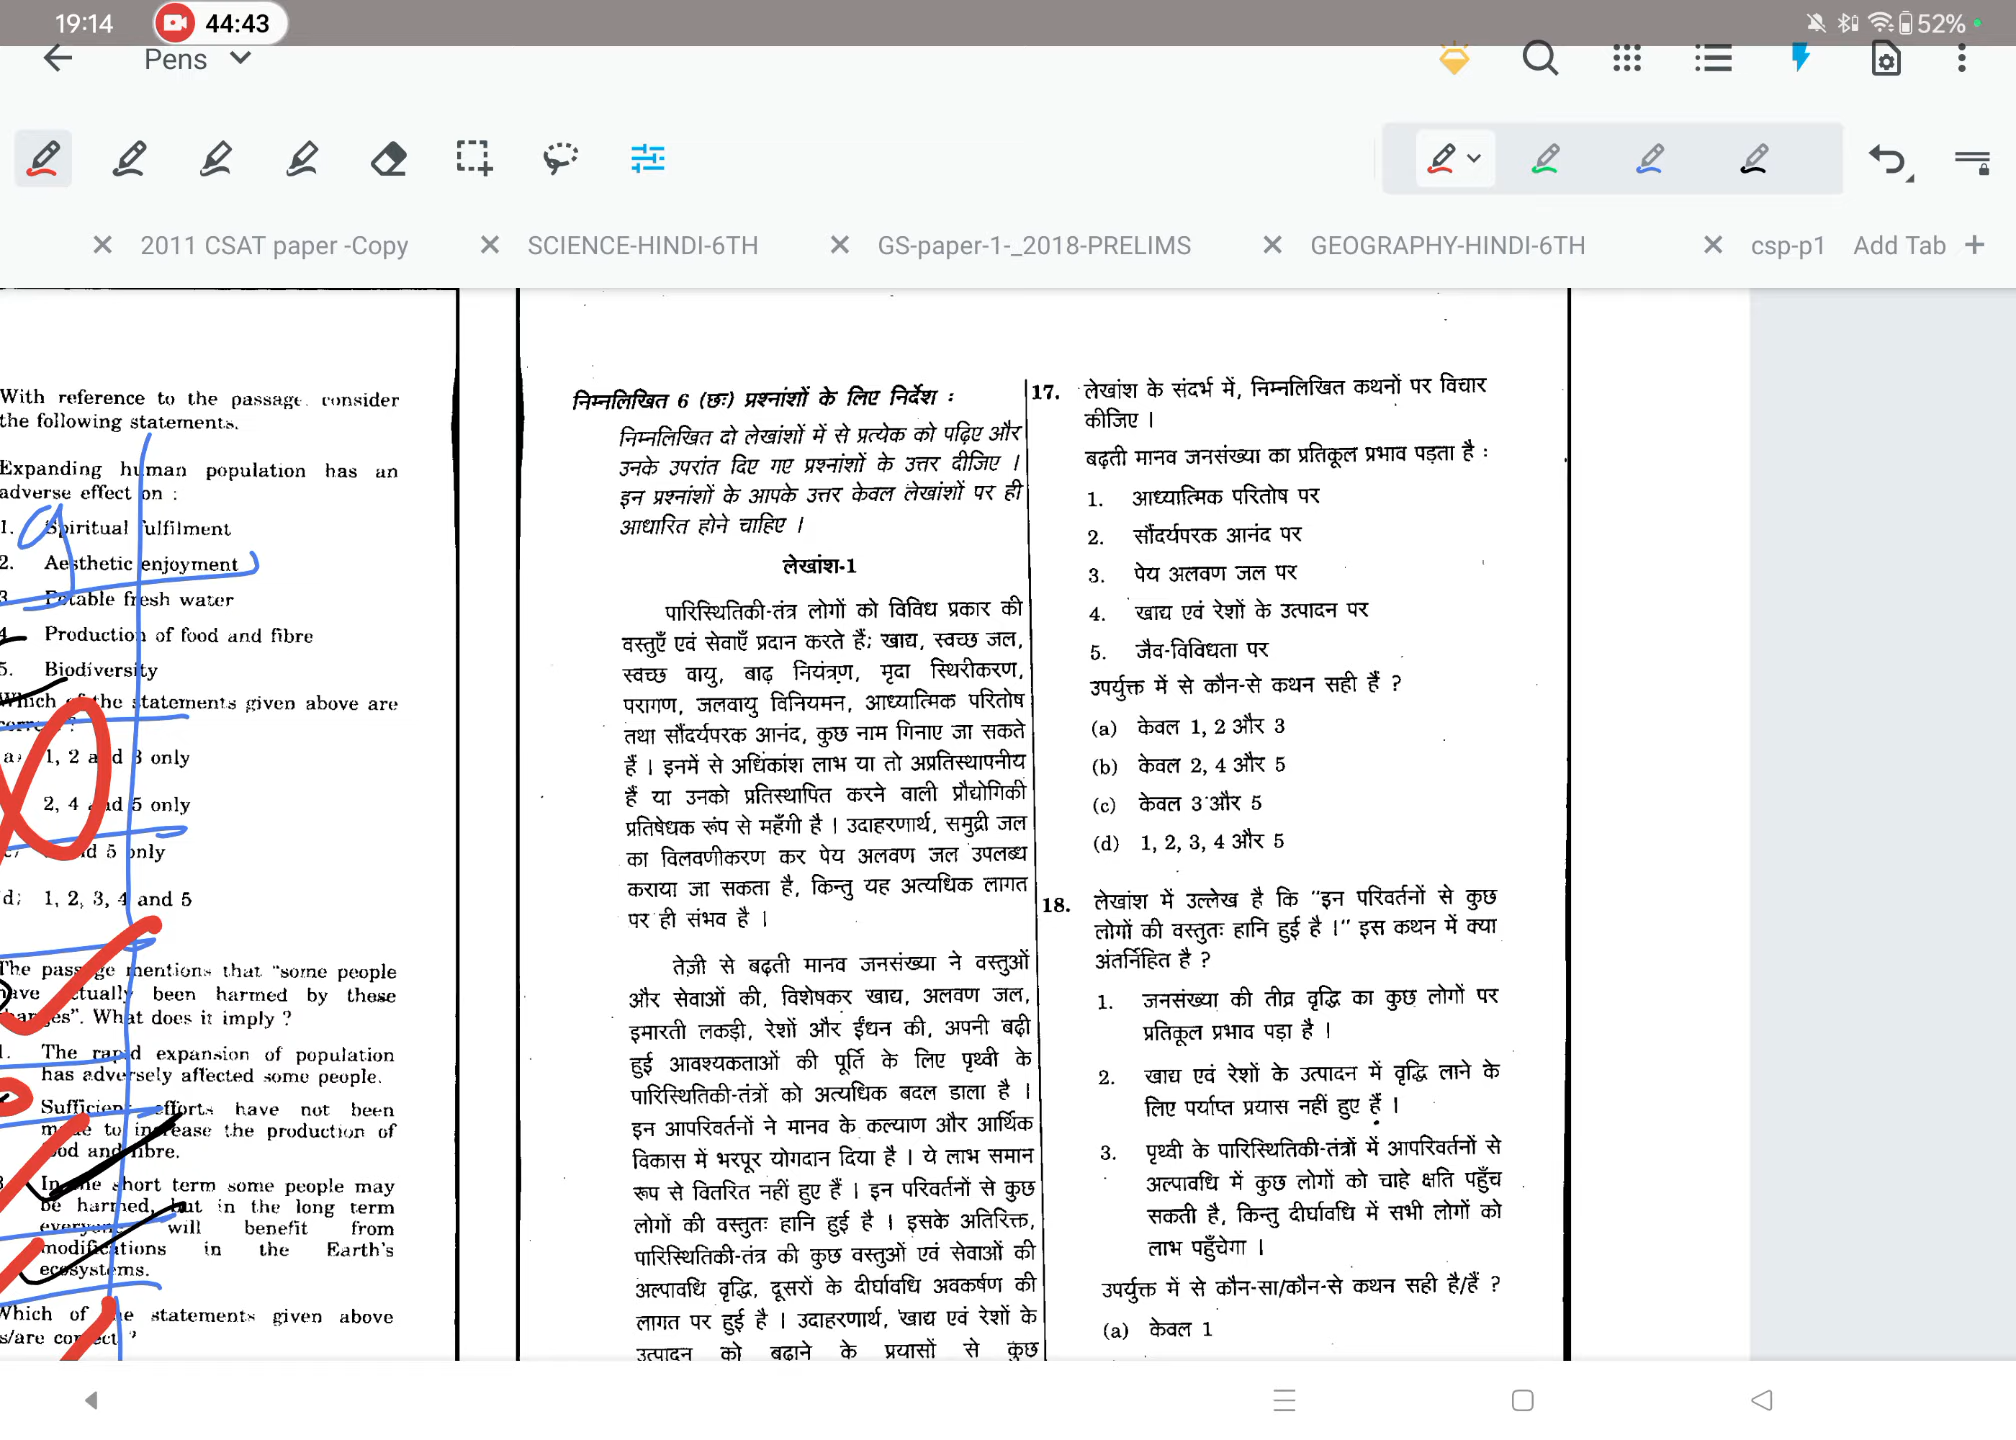 19:14
44:43
52%
Pens
2011 CSAT paper -Copy
SCIENCE-HINDI-6TH
GS-paper-1-_2018-PRELIMS
GEOGRAPHY-HINDI-6TH
csp-p1
Add Tab +
With reference to the passage consider
the following statements.
Expanding human population has an
adverse effect on :
1. Spiritual fulfilment
2. Aesthetic enjoyment
3. Potable fresh water
4. Production of food and fibre
5. Biodiversity
Which of the statements given above are
correct ?
1, 2 and 3 only
2, 4 and 5 only
and 5 only
1, 2, 3, 4 and 5
The passage mentions that "some people
have actually been harmed by these
changes". What does it imply ?
1. The rapid expansion of population
has adversely affected some people.
Sufficient efforts have not been
made to increase the production of
food and fibre.
3. In the short term some people may
be harmed, but in the long term
everyone will benefit from
modifications in the Earth's
ecosystems.
Which of the statements given above
is/are correct ?
निम्नलिखित 6 (छः) प्रश्नांशों के लिए निर्देश :
निम्नलिखित दो लेखांशों में से प्रत्येक को पढ़िए और
उनके उपरांत दिए गए प्रश्नांशों के उत्तर दीजिए ।
इन प्रश्नांशों के आपके उत्तर केवल लेखांशों पर ही
आधारित होने चाहिए ।
लेखांश-1
पारिस्थितिकी-तंत्र लोगों को विविध प्रकार की
वस्तुएँ एवं सेवाएँ प्रदान करते हैं; खाद्य, स्वच्छ जल,
स्वच्छ वायु, बाढ़ नियंत्रण, मृदा स्थिरीकरण,
परागण, जलवायु विनियमन, आध्यात्मिक परितोष
तथा सौंदर्यपरक आनंद, कुछ नाम गिनाए जा सकते
हैं । इनमें से अधिकांश लाभ या तो अप्रतिस्थापनीय
हैं या उनको प्रतिस्थापित करने वाली प्रौद्योगिकी
प्रतिषेधक रूप से महँगी है । उदाहरणार्थ, समुद्री जल
का विलवणीकरण कर पेय अलवण जल उपलब्ध
कराया जा सकता है, किन्तु यह अत्यधिक लागत
पर ही संभव है ।
तेज़ी से बढ़ती मानव जनसंख्या ने वस्तुओं
और सेवाओं की, विशेषकर खाद्य, अलवण जल,
इमारती लकड़ी, रेशों और ईंधन की, अपनी बढ़ी
हुई आवश्यकताओं की पूर्ति के लिए पृथ्वी के
पारिस्थितिकी-तंत्रों को अत्यधिक बदल डाला है ।
इन आपरिवर्तनों ने मानव के कल्याण और आर्थिक
विकास में भरपूर योगदान दिया है । ये लाभ समान
रूप से वितरित नहीं हुए हैं । इन परिवर्तनों से कुछ
लोगों की वस्तुतः हानि हुई है । इसके अतिरिक्त,
पारिस्थितिकी-तंत्र की कुछ वस्तुओं एवं सेवाओं की
अल्पावधि वृद्धि, दूसरों के दीर्घावधि अवकर्षण की
लागत पर हुई है । उदाहरणार्थ, खाद्य एवं रेशों के
उत्पादन को बढ़ाने के प्रयासों से कुछ
17. लेखांश के संदर्भ में, निम्नलिखित कथनों पर विचार
कीजिए ।
बढ़ती मानव जनसंख्या का प्रतिकूल प्रभाव पड़ता है :
1. आध्यात्मिक परितोष पर
2. सौंदर्यपरक आनंद पर
3. पेय अलवण जल पर
4. खाद्य एवं रेशों के उत्पादन पर
5. जैव-विविधता पर
उपर्युक्त में से कौन-से कथन सही हैं ?
(a) केवल 1, 2 और 3
(b) केवल 2, 4 और 5
(c) केवल 3 और 5
(d) 1, 2, 3, 4 और 5
18. लेखांश में उल्लेख है कि "इन परिवर्तनों से कुछ
लोगों की वस्तुतः हानि हुई है ।" इस कथन में क्या
अंतर्निहित है ?
1. जनसंख्या की तीव्र वृद्धि का कुछ लोगों पर
प्रतिकूल प्रभाव पड़ा है ।
2. खाद्य एवं रेशों के उत्पादन में वृद्धि लाने के
लिए पर्याप्त प्रयास नहीं हुए हैं ।
3. पृथ्वी के पारिस्थितिकी-तंत्रों में आपरिवर्तनों से
अल्पावधि में कुछ लोगों को चाहे क्षति पहुँच
सकती है, किन्तु दीर्घावधि में सभी लोगों को
लाभ पहुँचेगा ।
उपर्युक्त में से कौन-सा/कौन-से कथन सही है/हैं ?
(a) केवल 1